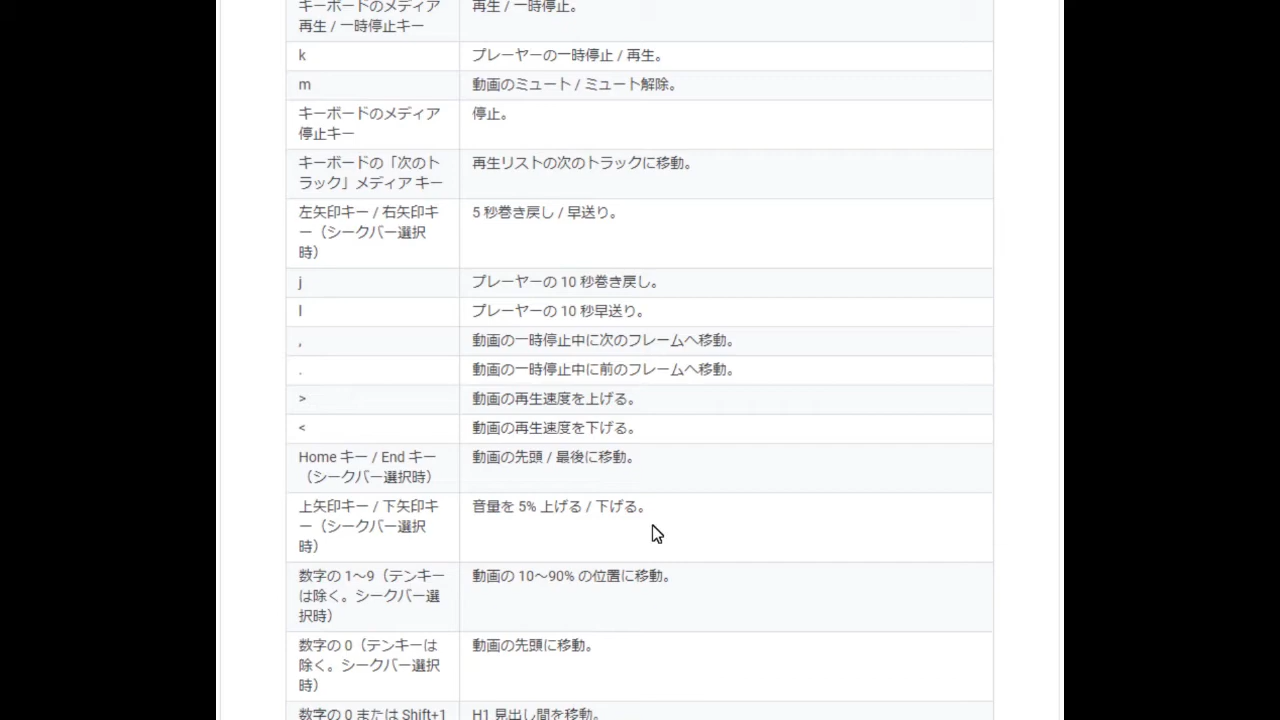 キーボードのメディア
再生 / 一時停止キー
再生 / 一時停止。
k
プレーヤーの一時停止 / 再生。
m
動画のミュート / ミュート解除。
キーボードのメディア
停止キー
停止。
キーボードの「次のト
ラック」メディア キー
再生リストの次のトラックに移動。
左矢印キー / 右矢印キ
ー（シークバー選択
時）
5 秒巻き戻し / 早送り。
j
プレーヤーの 10 秒巻き戻し。
l
プレーヤーの 10 秒早送り。
,
動画の一時停止中に次のフレームへ移動。
.
動画の一時停止中に前のフレームへ移動。
>
動画の再生速度を上げる。
<
動画の再生速度を下げる。
Home キー / End キー
（シークバー選択時）
動画の先頭 / 最後に移動。
上矢印キー / 下矢印キ
ー（シークバー選択
時）
音量を 5% 上げる / 下げる。
数字の 1～9（テンキー
は除く。シークバー選
択時）
動画の 10～90% の位置に移動。
数字の 0（テンキーは
除く。シークバー選択
時）
動画の先頭に移動。
数字の 0 または Shift+1
H1 見出し間を移動。